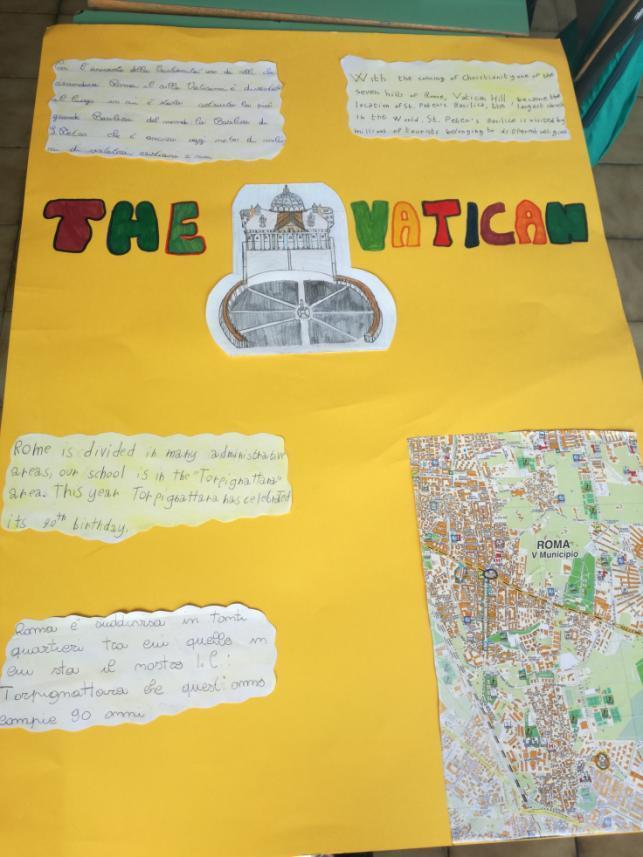 Con l'avvento della Cristianità uno dei colli
Roma il colle Vaticano è diventato
il luogo in cui è stata costruita la più
grande Basilica del mondo la Basilica di
S. Pietro che è ancora oggi meta di
di cristiani e non
With the coming of Christianity one of the
seven hills of Rome, Vatican Hill, became the
location of St. Peter's Basilica, the largest church
in the World. St. Peter's Basilica is visited by
millions of tourists belonging to different religions
THE VATICAN
Rome is divided in many administrative
areas, our school is in the "Torpignattara"
area. This year Torpignattara has celebrated
its 90th birthday.
Roma è suddivisa in tanti
quartieri tra cui quello in
cui sta il nostro I.C.:
Torpignattara che quest'anno
compie 90 anni
ROMA
V Municipio